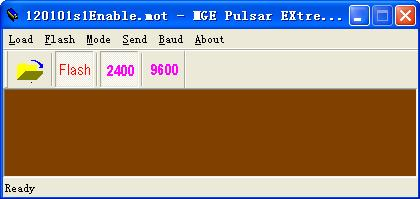 120101s1Enable.mot - MGE Pulsar EXtre...
Load Flash Mode Send Baud About
Flash 2400 9600
Ready